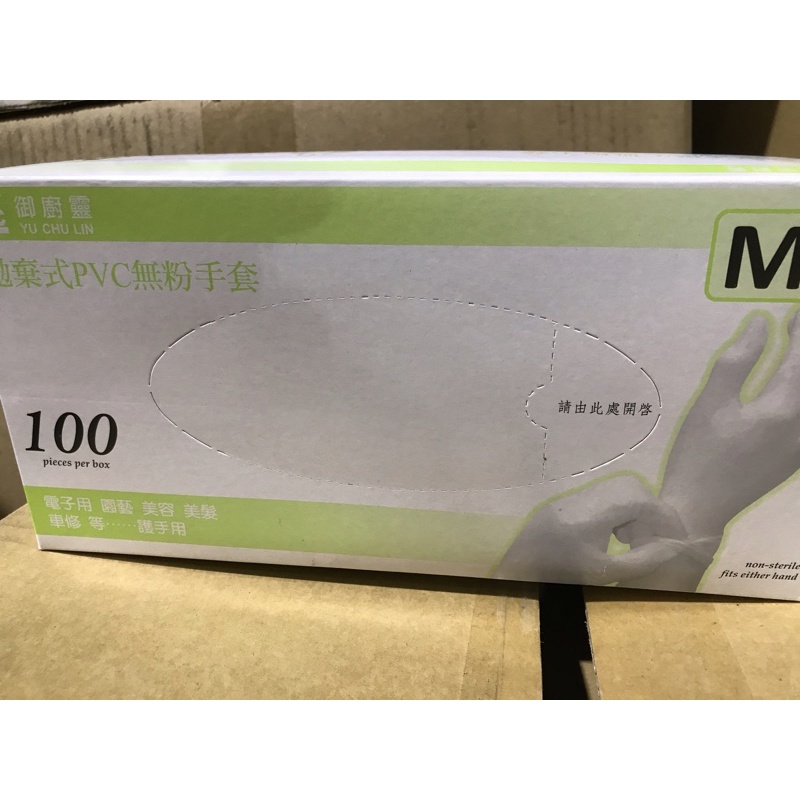 御廚靈
YU CHU LIN
M
拋棄式PVC無粉手套
請由此處開啓
100
pieces per box
電子用 園藝 美容 美髮
車修 等‥‥‥護手用
non-sterile
fits either hand